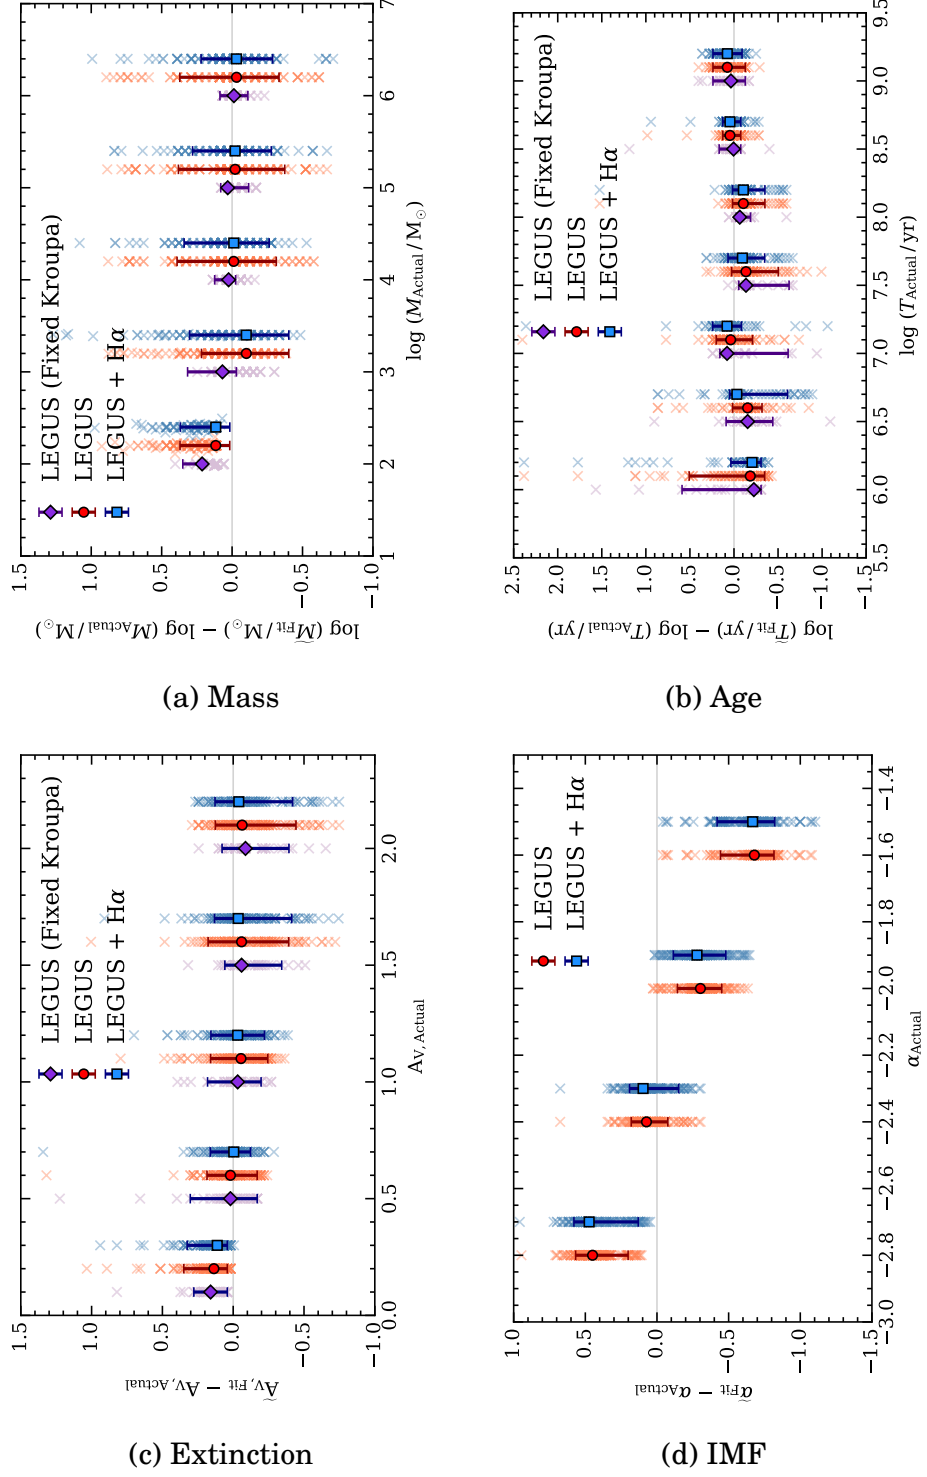 1.5
1.0
0.5
0.0
−0.5
−1.0
1
2
3
4
5
6
7
log (M̃Fit/M⊙) − log (MActual/M⊙)
log (MActual/M⊙)
LEGUS (Fixed Kroupa)
LEGUS
LEGUS + Hα
(a) Mass
2.5
2.0
1.5
1.0
0.5
0.0
−0.5
−1.0
−1.5
5.5
6.0
6.5
7.0
7.5
8.0
8.5
9.0
9.5
log (T̃Fit/yr) − log (TActual/yr)
log (TActual/yr)
LEGUS (Fixed Kroupa)
LEGUS
LEGUS + Hα
(b) Age
1.5
1.0
0.5
0.0
−0.5
−1.0
0.0
0.5
1.0
1.5
2.0
ÃV,Fit − AV,Actual
AV,Actual
LEGUS (Fixed Kroupa)
LEGUS
LEGUS + Hα
(c) Extinction
1.0
0.5
0.0
−0.5
−1.0
−1.5
−3.0
−2.8
−2.6
−2.4
−2.2
−2.0
−1.8
−1.6
−1.4
α̃Fit − αActual
αActual
LEGUS
LEGUS + Hα
(d) IMF